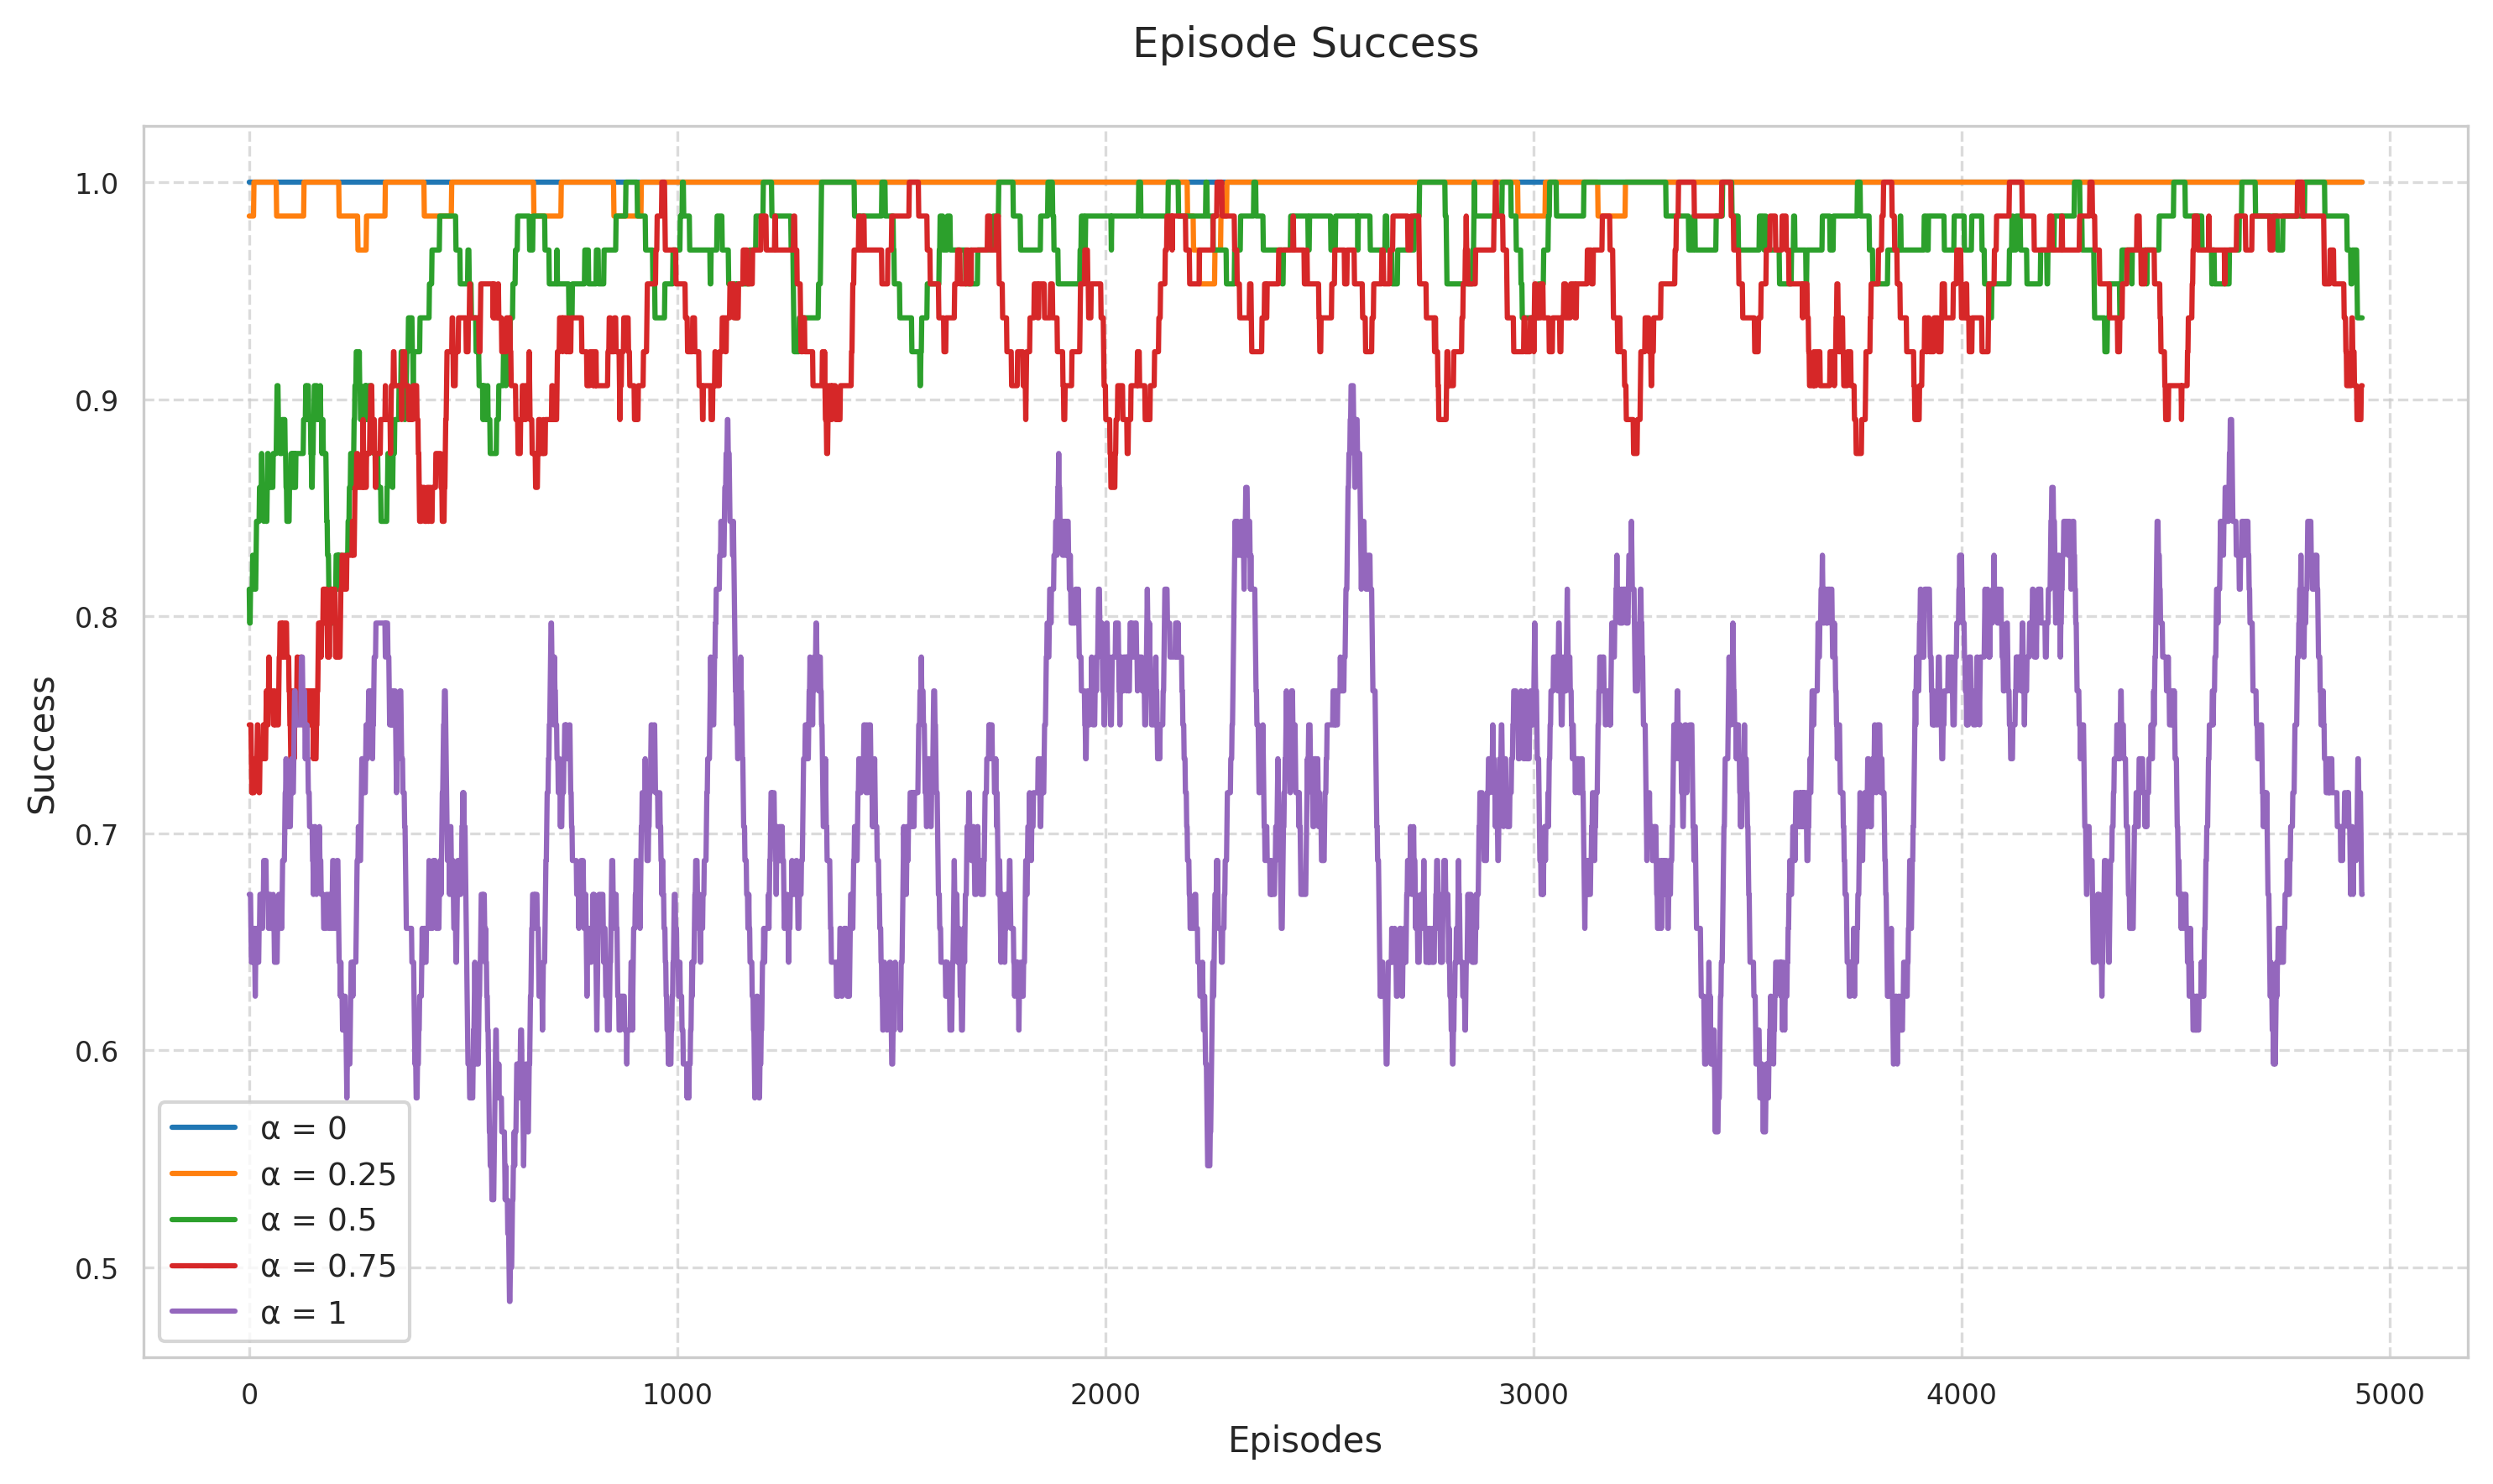 Episode Success
1.0
0.9
0.8
0.7
0.6
0.5
Success
α = 0
α = 0.25
α = 0.5
α = 0.75
α = 1
0 1000 2000 3000 4000 5000
Episodes